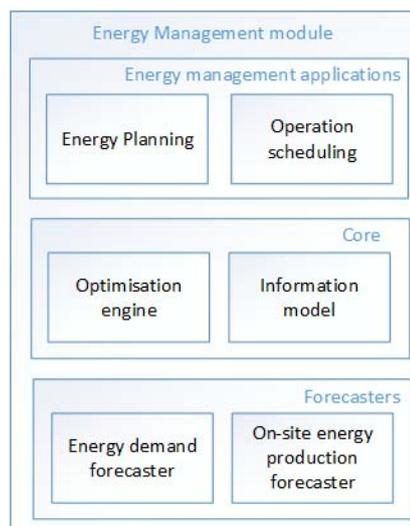 Energy Management module
Energy management applications
Energy Planning
Operation
scheduling
Core
Optimisation
engine
Information
model
Forecasters
Energy demand
forecaster
On-site energy
production
forecaster